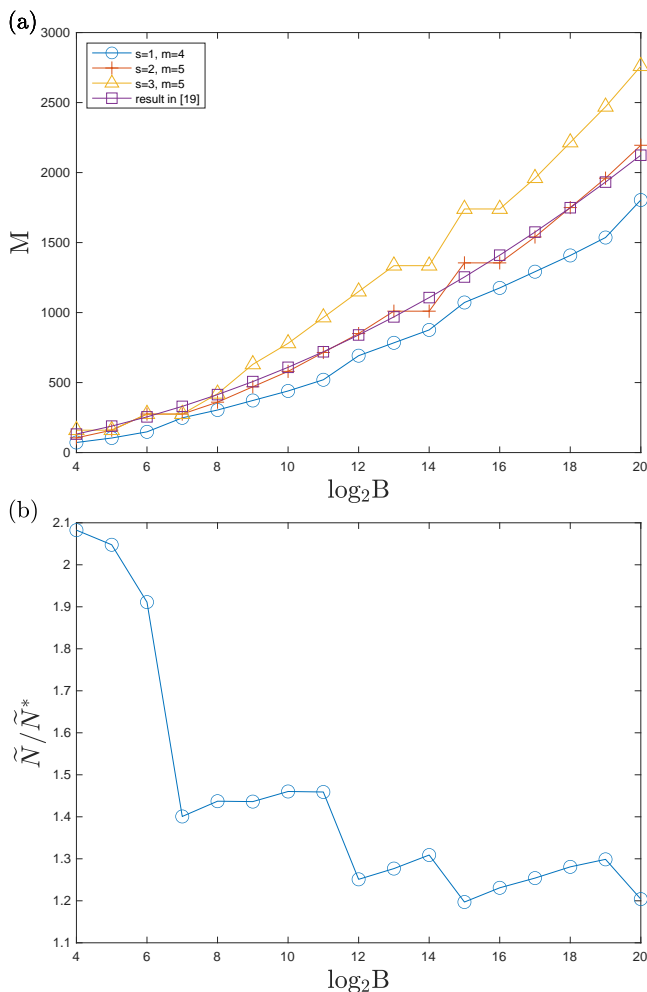 (a)
3000
2500
2000
1500
1000
500
0
M
s=1, m=4
s=2, m=5
s=3, m=5
result in [19]
4 6 8 10 12 14 16 18 20
log₂B
(b)
2.1
2
1.9
1.8
1.7
1.6
1.5
1.4
1.3
1.2
1.1
Ñ/Ñ*
4 6 8 10 12 14 16 18 20
log₂B